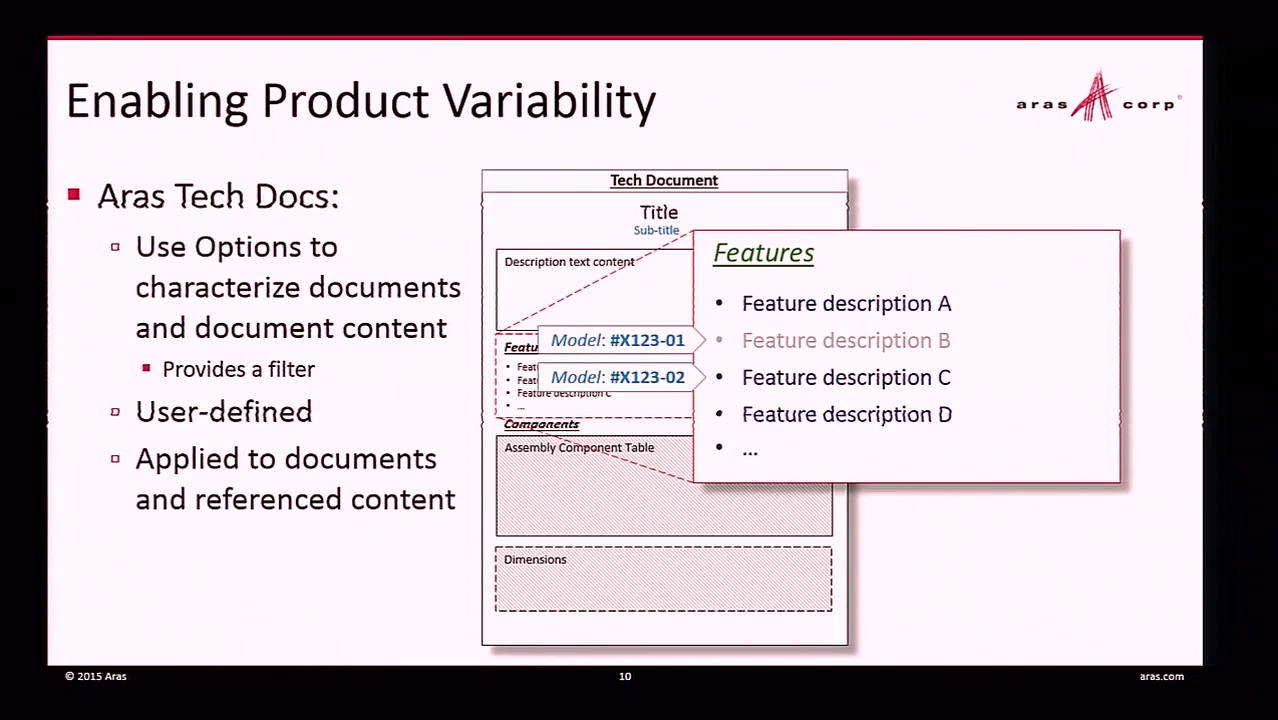 Enabling Product Variability
aras corp
Aras Tech Docs:
Use Options to
characterize documents
and document content
Provides a filter
User-defined
Applied to documents
and referenced content
Tech Document
Title
Sub-title
Description text content
Features
• Feature description A
• Feature description B
• Feature description C
• Feature description D
• ...
Model: #X123-01
Model: #X123-02
Feature description C
• ...
Components
Assembly Component Table
Dimensions
© 2015 Aras
10
aras.com